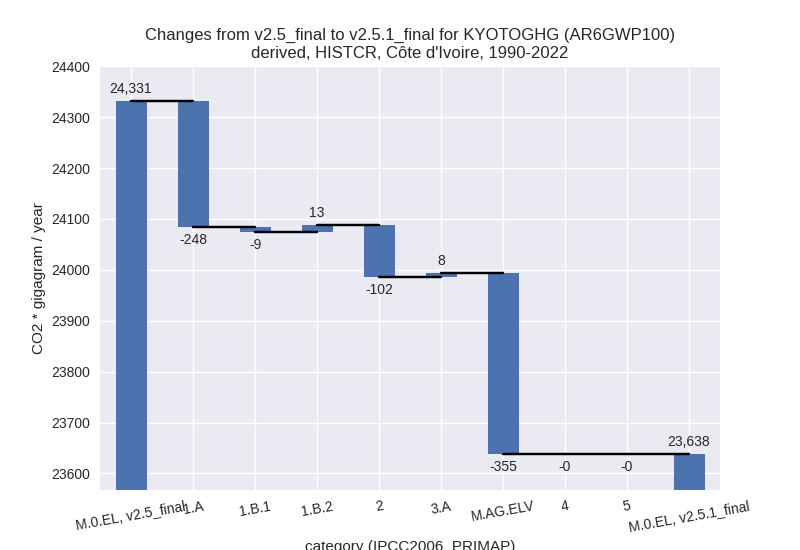 Changes from v2.5_final to v2.5.1_final for KYOTOGHG (AR6GWP100)
derived, HISTCR, Côte d'Ivoire, 1990-2022
CO2 * gigagram / year
24400
24300
24200
24100
24000
23900
23800
23700
23600
24,331
-248
-9
13
-102
8
-355
-0
-0
23,638
M.0.EL, v2.5_final
1.A
1.B.1
1.B.2
2
3.A
M.AG.ELV
4
5
M.0.EL, v2.5.1_final
category (IPCC2006_PRIMAP)